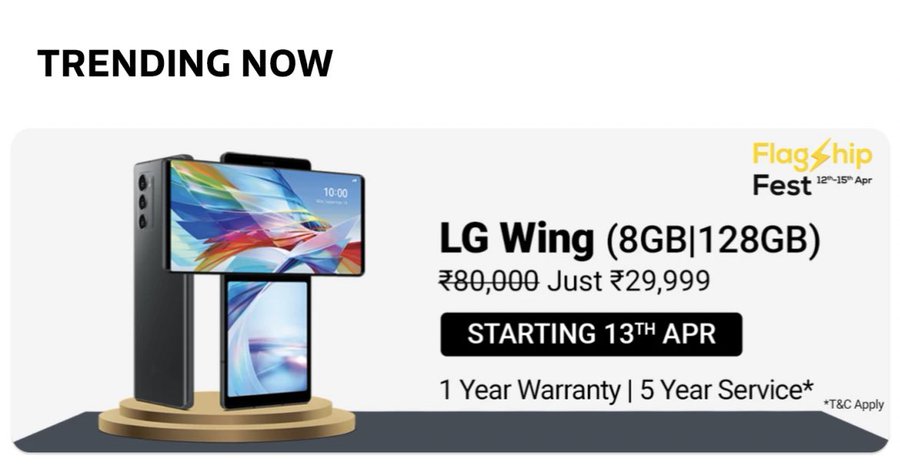 TRENDING NOW
Flagship
Fest 12th-15th Apr
10:00
LG Wing (8GB|128GB)
₹80,000 Just ₹29,999
STARTING 13TH APR
1 Year Warranty | 5 Year Service*
*T&C Apply